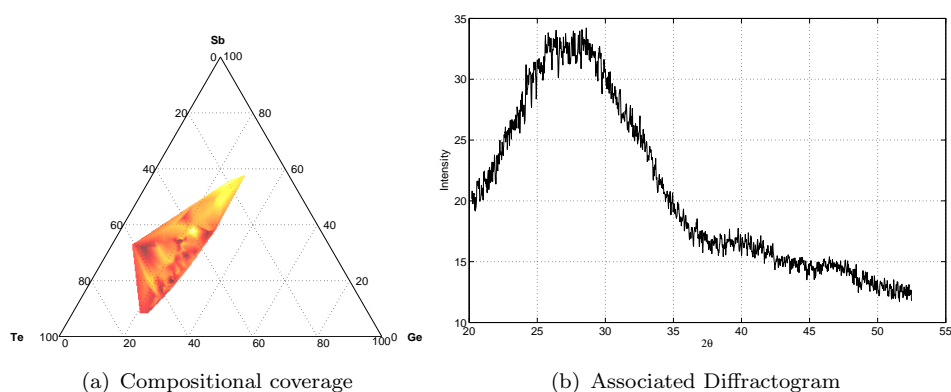 Sb
0 100
20 80
40 60
60 40
80 20
Te 100 0 Ge
0 20 40 60 80 100
(a) Compositional coverage
35
30
25
20
15
10
Intensity
20 25 30 35 40 45 50 55
2θ
(b) Associated Diffractogram